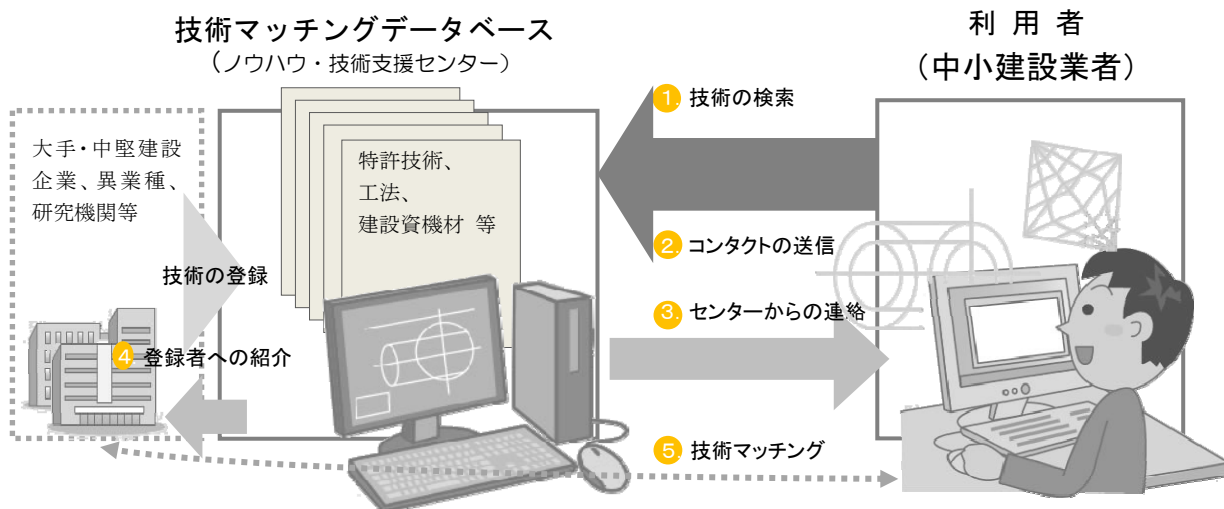 技術マッチングデータベース
(ノウハウ・技術支援センター)
利用者
(中小建設業者)
大手・中堅建設
企業、異業種、
研究機関等
特許技術、
工法、
建設資機材 等
技術の登録
1. 技術の検索
2. コンタクトの送信
3. センターからの連絡
4 登録者への紹介
5. 技術マッチング